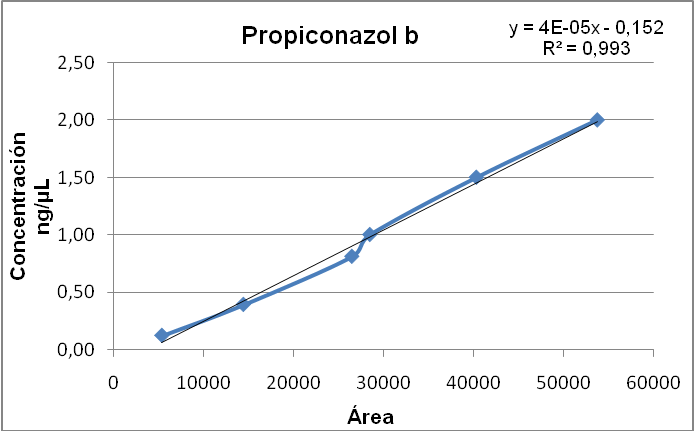 Propiconazol b
y = 4E-05x - 0,152
R² = 0,993
Concentración
ng/µL
2,50
2,00
1,50
1,00
0,50
0,00
0 10000 20000 30000 40000 50000 60000
Área